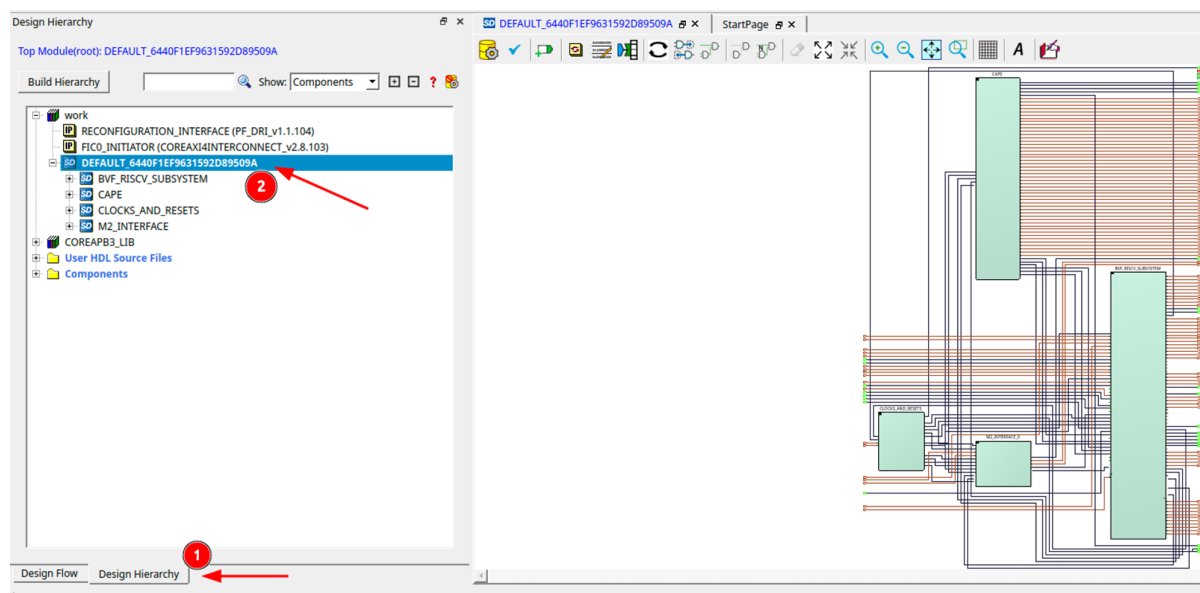 Design Hierarchy
Top Module(root): DEFAULT_6440F1EF9631592D89509A
Build Hierarchy
Show: Components
?
work
RECONFIGURATION_INTERFACE (PF_DRI_v1.1.104)
FIC0_INITIATOR (COREAXI4INTERCONNECT_v2.8.103)
DEFAULT_6440F1EF9631592D89509A
BVF_RISCV_SUBSYSTEM
CAPE
CLOCKS_AND_RESETS
M2_INTERFACE
COREAPB3_LIB
User HDL Source Files
Components
2
1
Design Flow
Design Hierarchy
DEFAULT_6440F1EF9631592D89509A
StartPage
A
CAPE
BVF_RISCV_SUBSYSTEM
CLOCKS_AND_RESETS
M2_INTERFACE_0